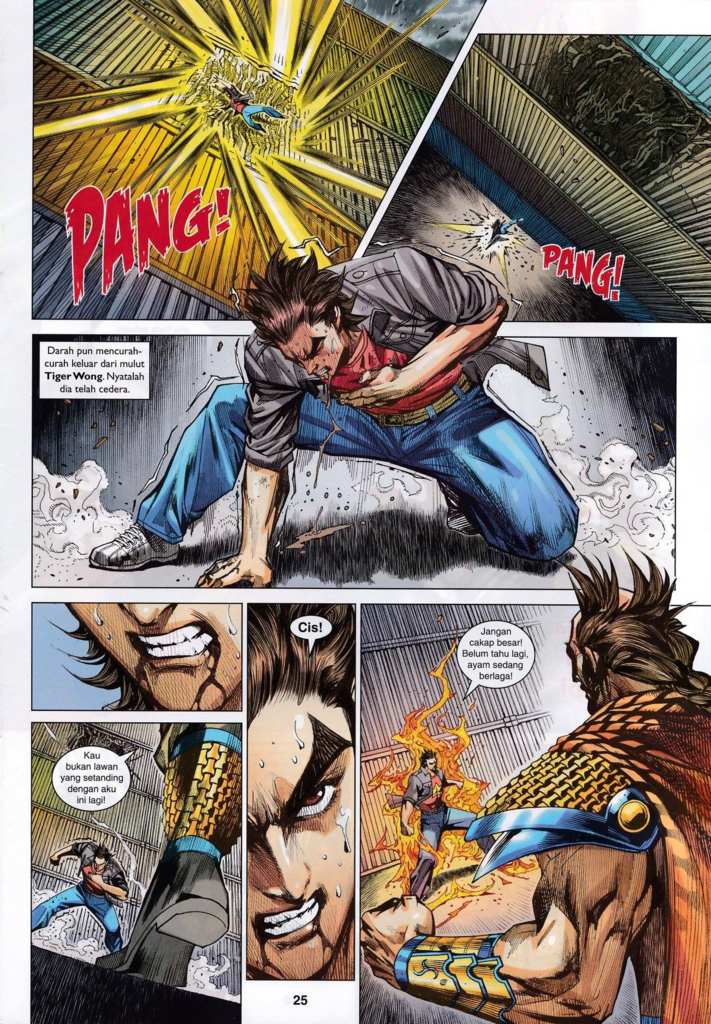 PANG!
PANG!
Darah pun mencurah-
curah keluar dari mulut
Tiger Wong. Nyatalah
dia telah cedera.
Kau
bukan lawan
yang setanding
dengan aku
ini lagi!
Cis!
Jangan
cakap besar!
Belum tahu lagi,
ayam sedang
berlaga!
25